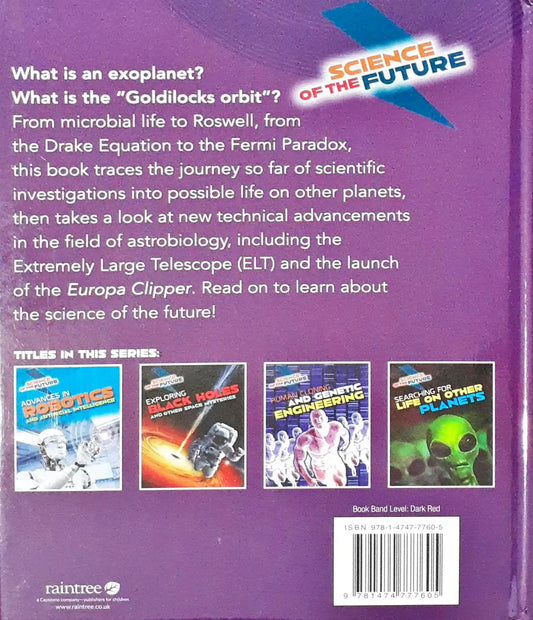 SCIENCE
OF THE FUTURE
What is an exoplanet?
What is the “Goldilocks orbit”?
From microbial life to Roswell, from
the Drake Equation to the Fermi Paradox,
this book traces the journey so far of scientific
investigations into possible life on other planets,
then takes a look at new technical advancements
in the field of astrobiology, including the
Extremely Large Telescope (ELT) and the launch
of the Europa Clipper. Read on to learn about
the science of the future!
TITLES IN THIS SERIES:
SCIENCE
OF THE FUTURE
ADVANCES IN
ROBOTICS
AND ARTIFICIAL INTELLIGENCE
EXPLORING
BLACK HOLES
AND OTHER SPACE MYSTERIES
HUMAN CLONING
AND GENETIC
ENGINEERING
SEARCHING FOR
LIFE ON OTHER
PLANETS
Book Band Level: Dark Red
ISBN 978-1-4747-7760-5
9 781474 777605
raintree
a Capstone company — publishers for children
www.raintree.co.uk